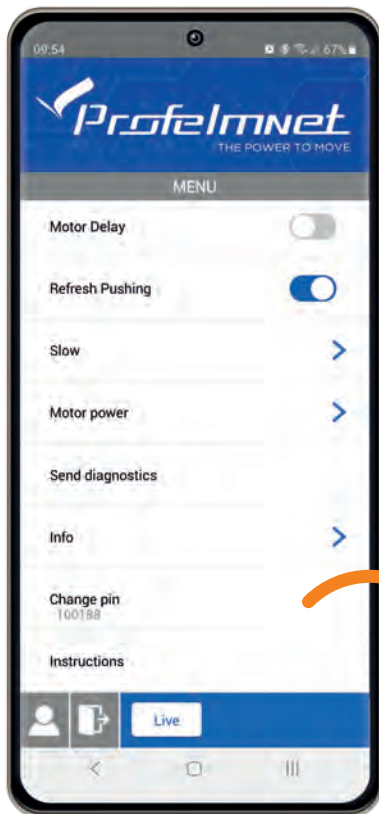 09:54
67%
Profelmnet
THE POWER TO MOVE
MENU
Motor Delay
Refresh Pushing
Slow
Motor power
Send diagnostics
Info
Change pin
100188
Instructions
Live